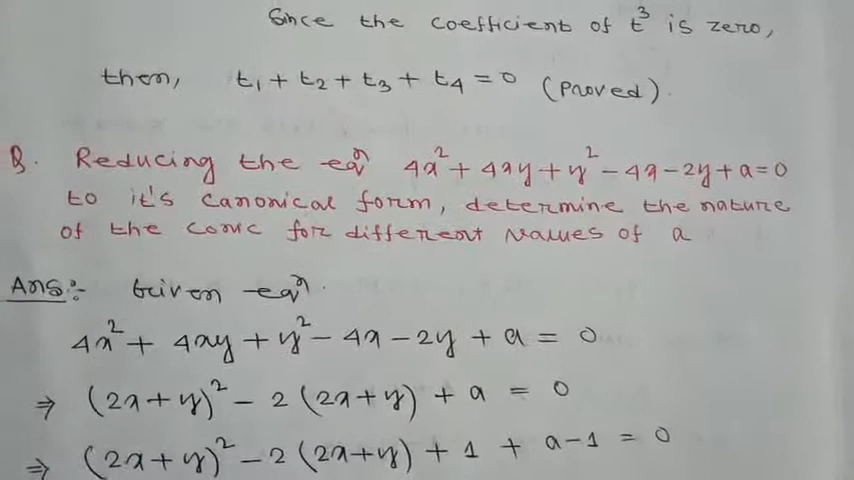 Since the coefficient of t³ is zero,
then, t₁ + t₂ + t₃ + t₄ = 0 (Proved).
Q. Reducing the eqⁿ 4x² + 4xy + y² - 4x - 2y + a = 0
to it's canonical form, determine the nature
of the conic for different values of a
Ans:- Given eqⁿ.
4x² + 4xy + y² - 4x - 2y + a = 0
⇒ (2x + y)² - 2 (2x + y) + a = 0
⇒ (2x + y)² - 2 (2x + y) + 1 + a - 1 = 0